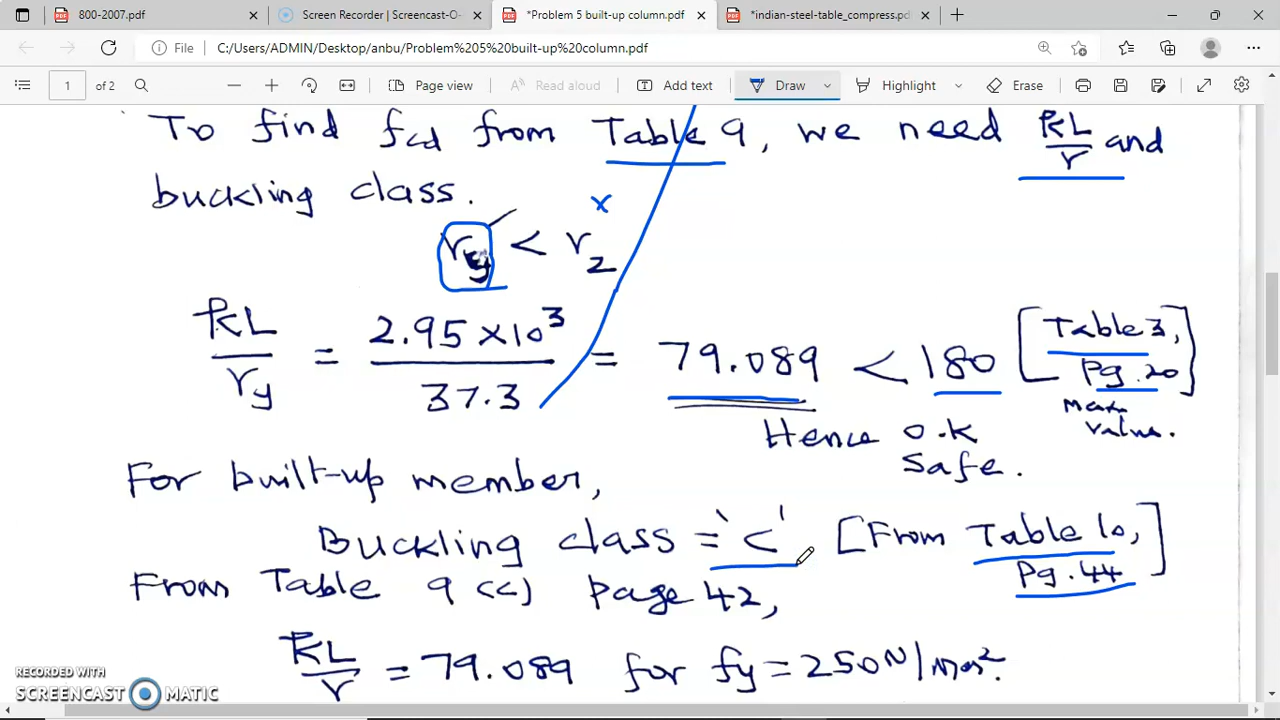 800-2007.pdf
Screen Recorder | Screencast-O-
*Problem 5 built-up column.pdf
*indian-steel-table_compress.pd
File C:/Users/ADMIN/Desktop/anbu/Problem%205%20built-up%20column.pdf
1 of 2 Page view Read aloud Add text Draw Highlight Erase
To find fcd from Table 9, we need KL/r and
buckling class.
ry < rz x
KL/ry = 2.95 × 10³/37.3 = 79.089 < 180 [Table 3, Pg. 20]
Max value.
Hence O.K
Safe.
For built-up member,
Buckling class = 'c' [From Table 10, Pg. 44]
From Table 9 (c) page 42,
KL/r = 79.089 for fy = 250 N/mm².
RECORDED WITH
SCREENCAST MATIC